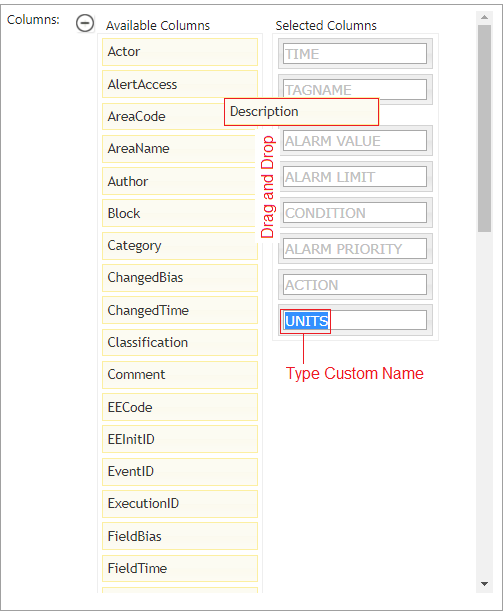 Columns:
Available Columns
Actor
AlertAccess
AreaCode
AreaName
Author
Block
Category
ChangedBias
ChangedTime
Classification
Comment
EECode
EEInitID
EventID
ExecutionID
FieldBias
FieldTime
Description
Drag and Drop
Selected Columns
TIME
TAGNAME
ALARM VALUE
ALARM LIMIT
CONDITION
ALARM PRIORITY
ACTION
UNITS
Type Custom Name